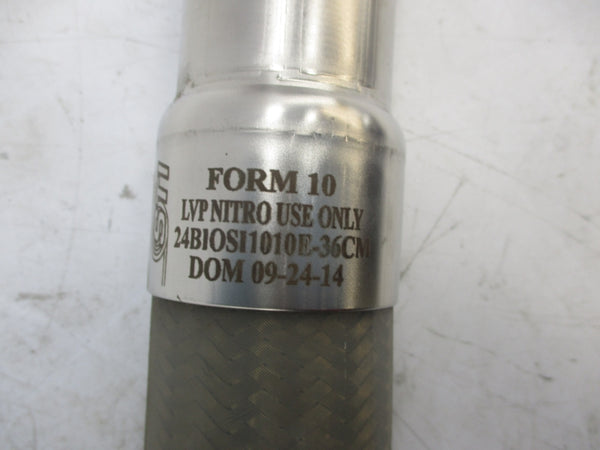 FORM 10
LVP NITRO USE ONLY
24BIOSI1010E-36CM
DOM 09-24-14